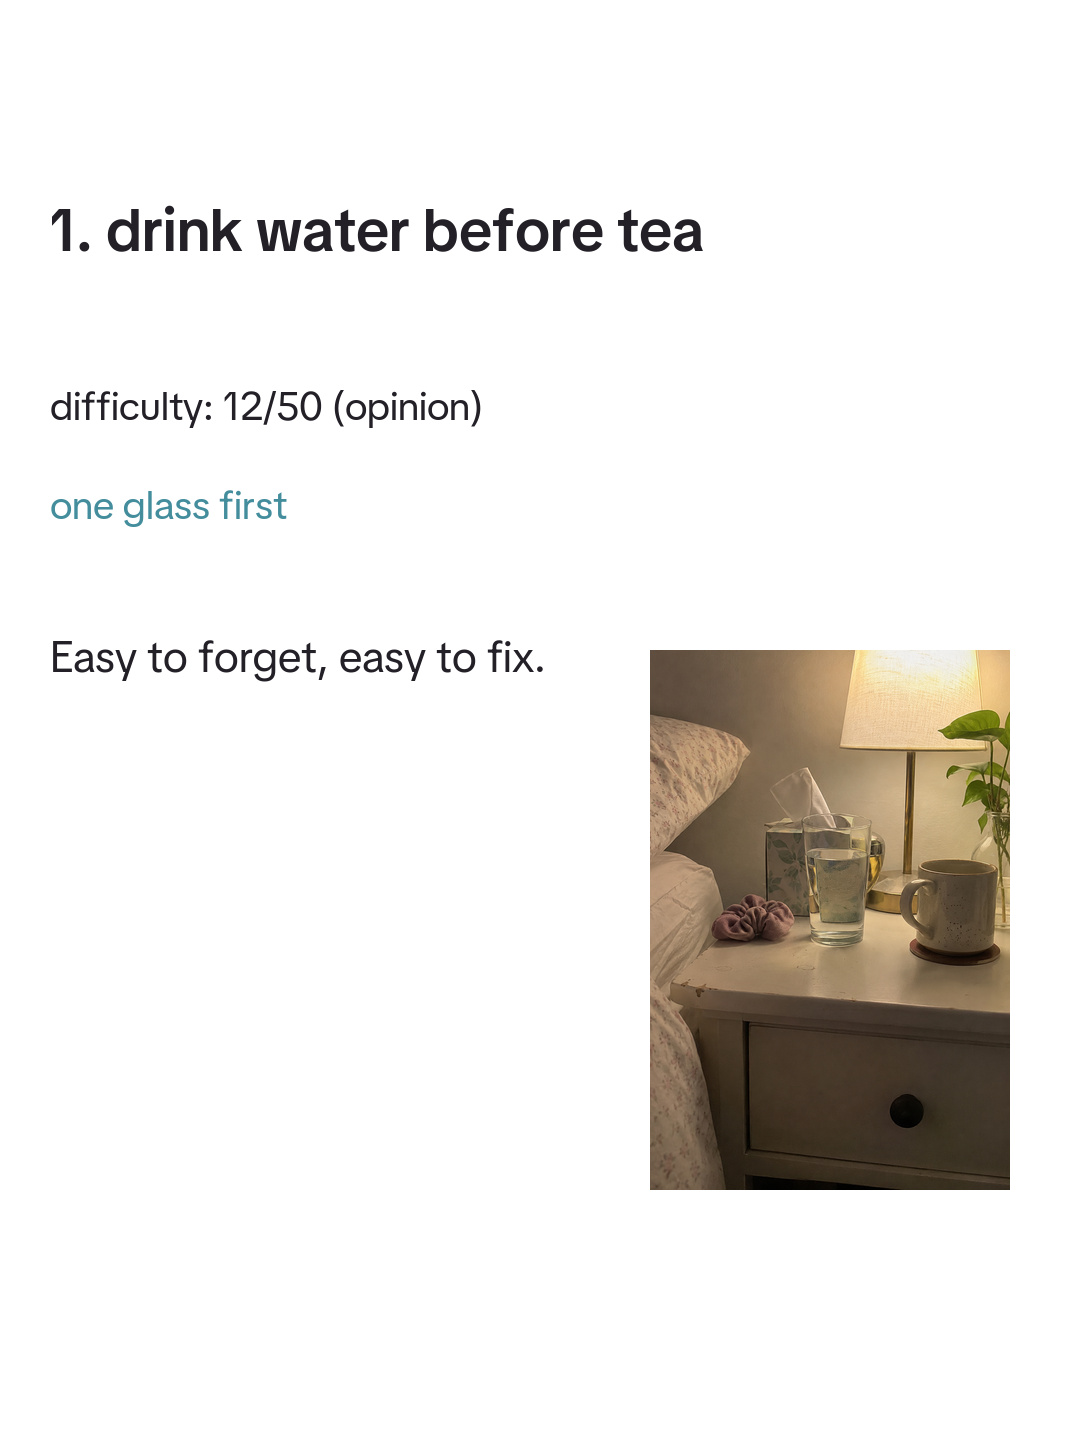 1. drink water before tea
difficulty: 12/50 (opinion)
one glass first
Easy to forget, easy to fix.